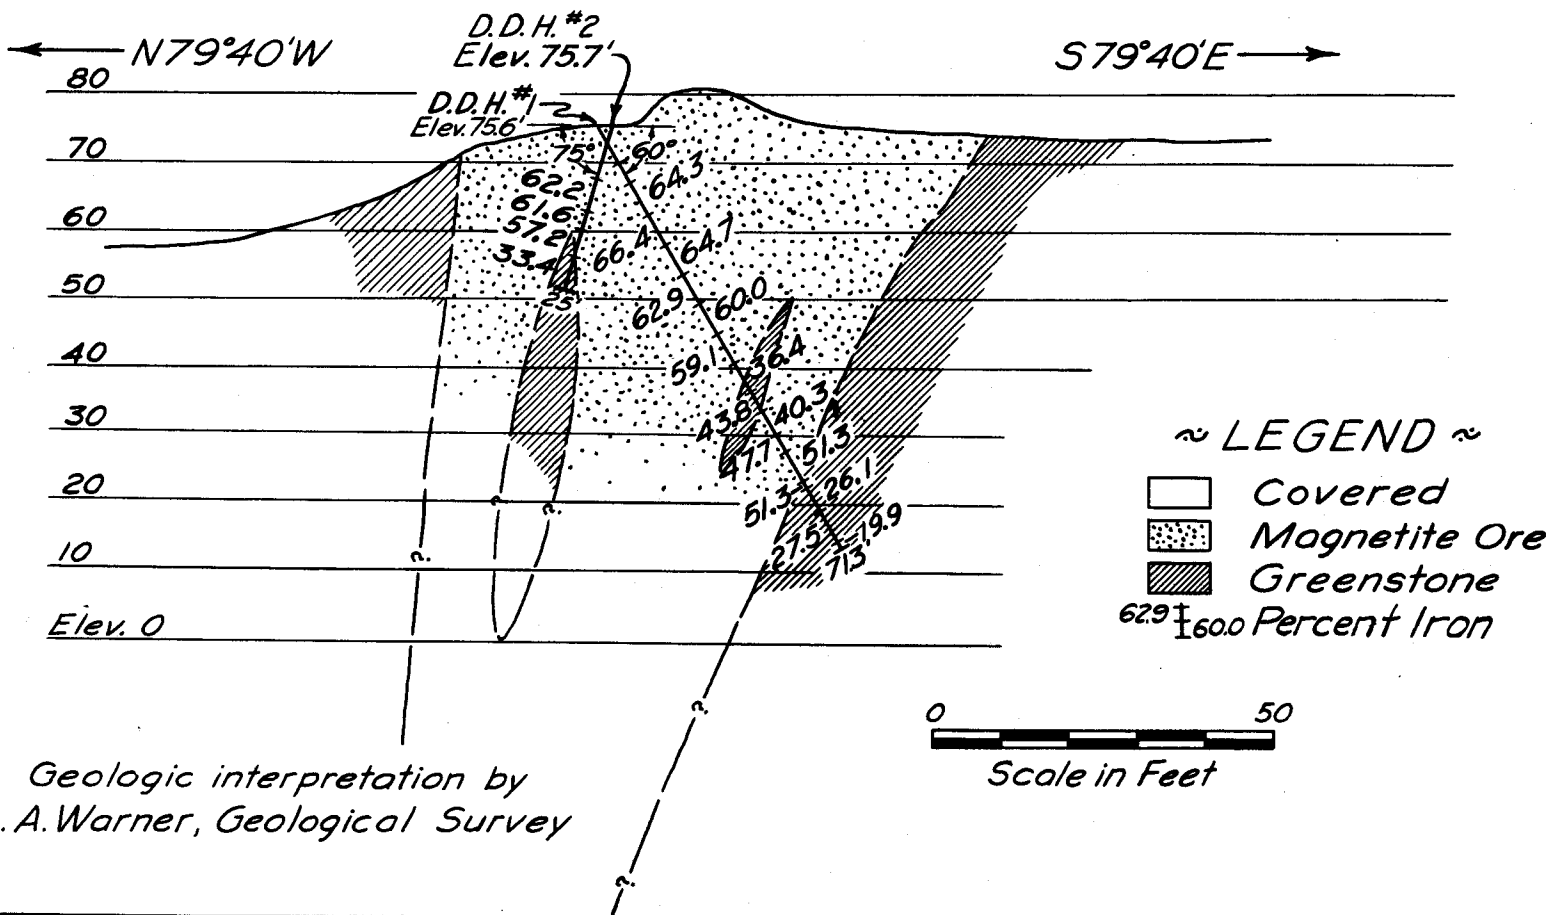 N79°40'W
D.D.H.#2
Elev. 75.7'
S79°40'E
80
D.D.H.#1
Elev. 75.6'
70
75°
60°
62.2
64.3
61.6
60
57.2
33.4
66.4
64.7
50
25
62.9
60.0
40
59.1
36.4
30
43.8
40.3
47.7
51.3
20
51.3
26.1
19.9
10
27.5
71.3
?
?
?
Elev. 0
?
?
~ LEGEND ~
Covered
Magnetite Ore
Greenstone
62.9 60.0 Percent Iron
0 50
Scale in Feet
Geologic interpretation by
. A. Warner, Geological Survey